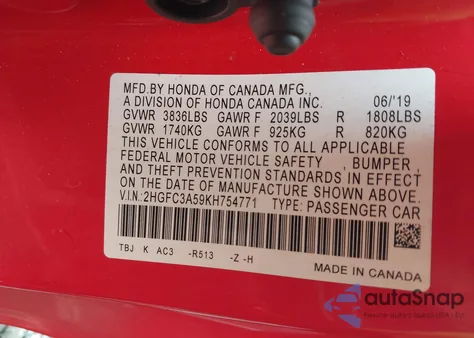 MFD.BY HONDA OF CANADA MFG.,
A DIVISION OF HONDA CANADA INC. 06/'19
GVWR 3836LBS GAWR F 2039LBS R 1808LBS
GVWR 1740KG GAWR F 925KG R 820KG
THIS VEHICLE CONFORMS TO ALL APPLICABLE
FEDERAL MOTOR VEHICLE SAFETY , BUMPER ,
AND THEFT PREVENTION STANDARDS IN EFFECT
ON THE DATE OF MANUFACTURE SHOWN ABOVE.
V.I.N:2HGFC3A59KH754771 TYPE: PASSENGER CAR
TBJ K AC3 -R513 -Z -H
MADE IN CANADA
autoSnap